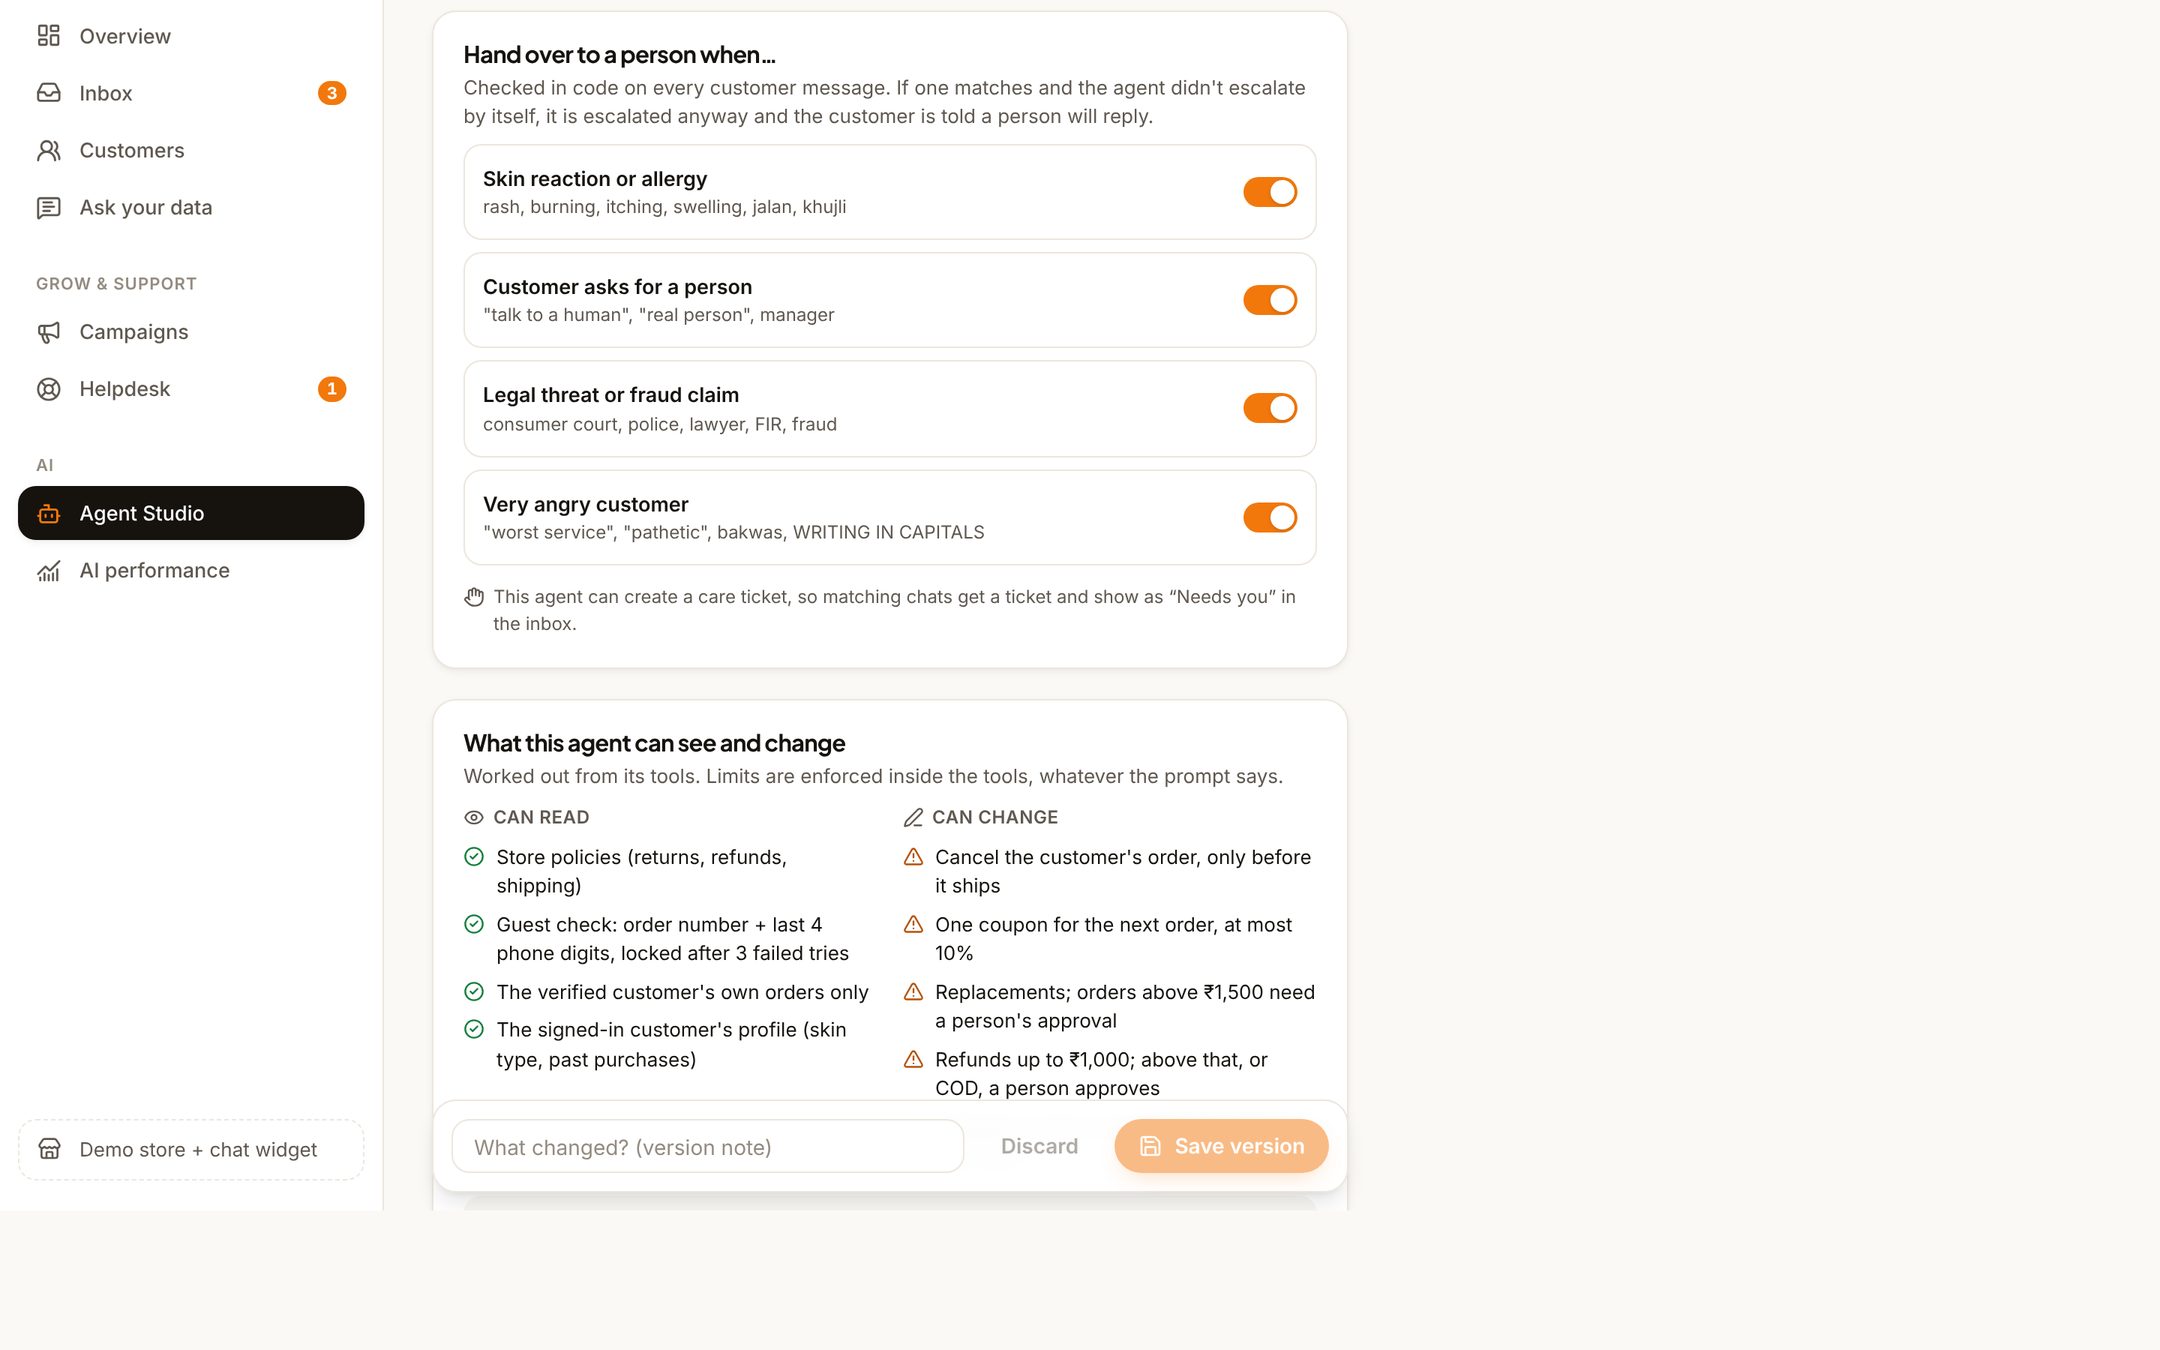 Overview
Inbox
3
Customers
Ask your data
GROW & SUPPORT
Campaigns
Helpdesk
1
AI
Agent Studio
AI performance
Demo store + chat widget
Hand over to a person when...
Checked in code on every customer message. If one matches and the agent didn't escalate
by itself, it is escalated anyway and the customer is told a person will reply.
Skin reaction or allergy
rash, burning, itching, swelling, jalan, khujli
Customer asks for a person
"talk to a human", "real person", manager
Legal threat or fraud claim
consumer court, police, lawyer, FIR, fraud
Very angry customer
"worst service", "pathetic", bakwas, WRITING IN CAPITALS
This agent can create a care ticket, so matching chats get a ticket and show as “Needs you” in
the inbox.
What this agent can see and change
Worked out from its tools. Limits are enforced inside the tools, whatever the prompt says.
CAN READ
Store policies (returns, refunds,
shipping)
Guest check: order number + last 4
phone digits, locked after 3 failed tries
The verified customer's own orders only
The signed-in customer's profile (skin
type, past purchases)
CAN CHANGE
Cancel the customer's order, only before
it ships
One coupon for the next order, at most
10%
Replacements; orders above ₹1,500 need
a person's approval
Refunds up to ₹1,000; above that, or
COD, a person approves
What changed? (version note)
Discard
Save version